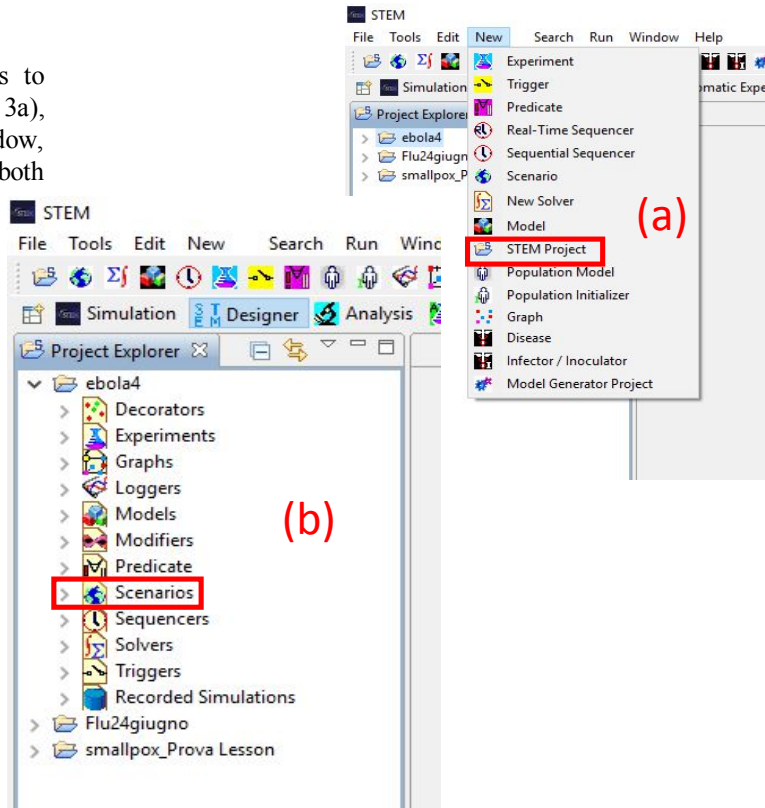 s to
3a),
low,
both
STEM
File Tools Edit New Search Run Window Help
Simulation
matic Expe
Project Explorer
ebola4
Flu24giugn
smallpox_P
Experiment
Trigger
Predicate
Real-Time Sequencer
Sequential Sequencer
Scenario
New Solver
Model
STEM Project
Population Model
Population Initializer
Graph
Disease
Infector / Inoculator
Model Generator Project
(a)
STEM
File Tools Edit New Search Run Wind
Simulation Designer Analysis
Project Explorer
ebola4
Decorators
Experiments
Graphs
Loggers
Models
Modifiers
Predicate
Scenarios
Sequencers
Solvers
Triggers
Recorded Simulations
Flu24giugno
smallpox_Prova Lesson
(b)